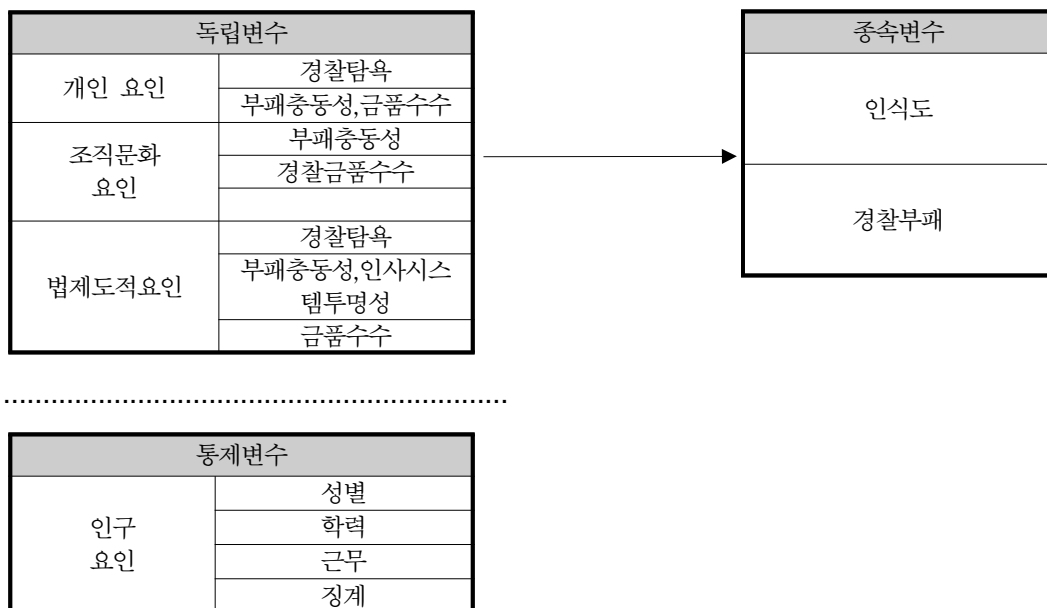 독립변수
개인 요인
경찰탐욕
부패충동성,금품수수
조직문화
요인
부패충동성
경찰금품수수
법제도적요인
경찰탐욕
부패충동성,인사시스
템투명성
금품수수
종속변수
인식도
경찰부패
통제변수
인구
요인
성별
학력
근무
징계